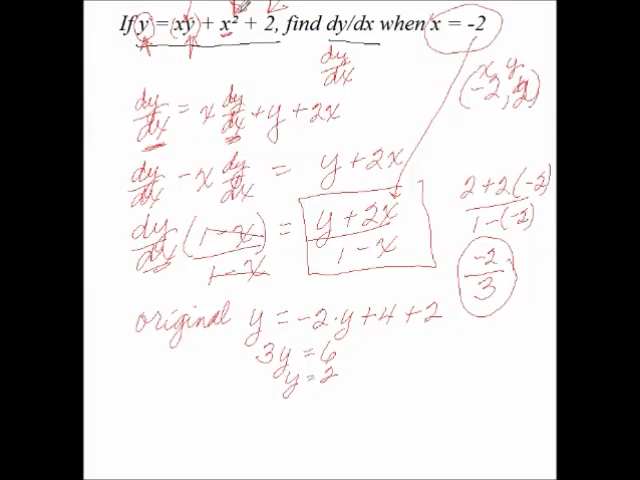 If y = xy + x² + 2, find dy/dx when x = -2
dy/dx
x y
(-2, 2)
dy/dx = x dy/dx + y + 2x
dy/dx - x dy/dx = y + 2x
2+2(-2)/1-(-2)
dy/dx (1-x)/1-x = y + 2x/1-x
-2/3
original y = -2·y + 4 + 2
3y = 6
y = 2